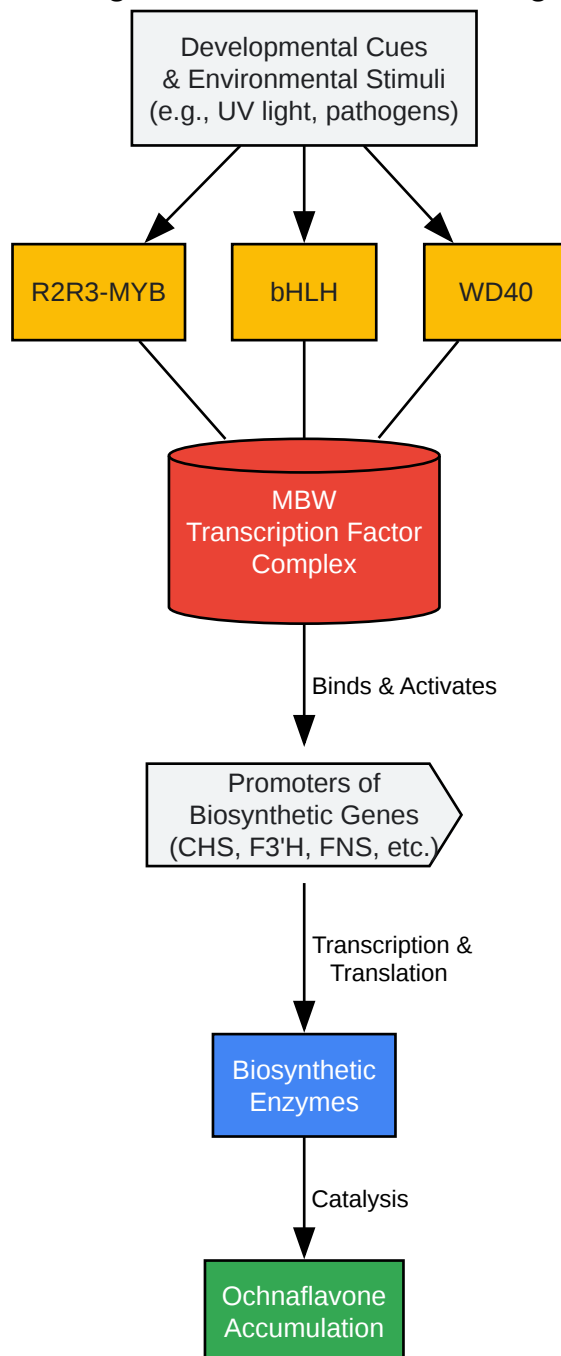 Developmental Cues
& Environmental Stimuli
(e.g., UV light, pathogens)
R2R3-MYB
bHLH
WD40
MBW
Transcription Factor
Complex
Binds & Activates
Promoters of
Biosynthetic Genes
(CHS, F3'H, FNS, etc.)
Transcription &
Translation
Biosynthetic
Enzymes
Catalysis
Ochnaflavone
Accumulation